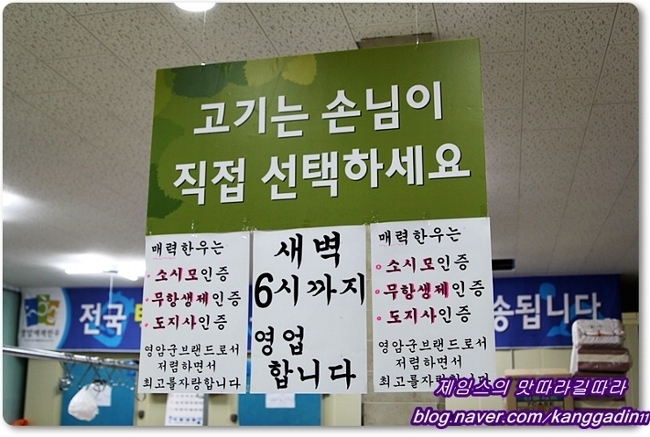 고기는 손님이
직접 선택하세요
매력한우는
소시모인증
무항생제인증
도지사인증
영암군브랜드로서
저렴하면서
최고를자랑합니다
새벽
6시까지
영업
합니다
매력한우는
소시모인증
무항생제인증
도지사인증
영암군브랜드로서
저렴하면서
최고를자랑합니다
전국
송됩니다
제임스의 맛따라길따라
blog.naver.com/kanggadin11